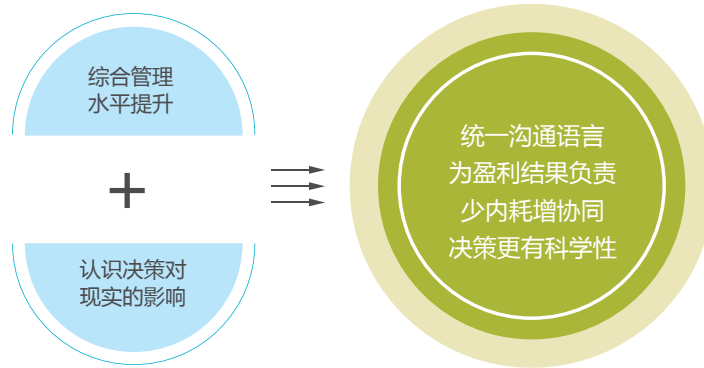 综合管理
水平提升
+
认识决策对
现实的影响
统一沟通语言
为盈利结果负责
少内耗增协同
决策更有科学性